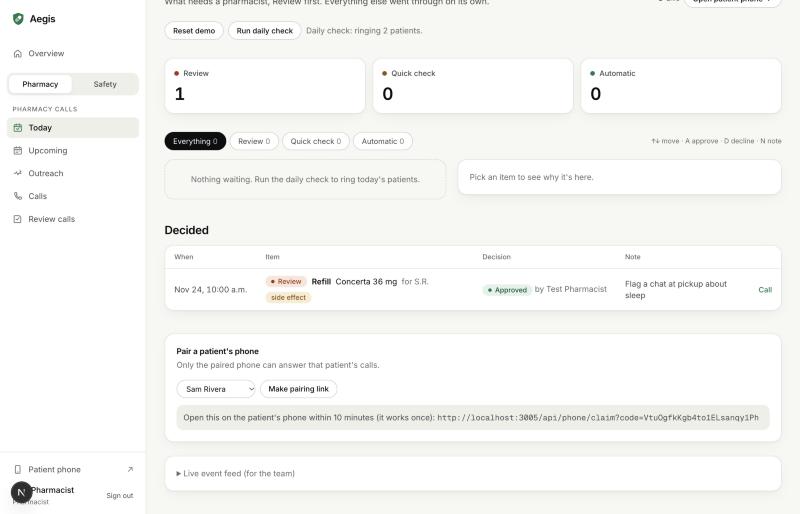 Aegis
Overview
Pharmacy
Safety
PHARMACY CALLS
Today
Upcoming
Outreach
Calls
Review calls
Patient phone
Pharmacist
Sign out
N
What needs a pharmacist, Review first. Everything else went through on its own.
Open patient phone
Reset demo
Run daily check
Daily check: ringing 2 patients.
Review
1
Quick check
0
Automatic
0
Everything 0
Review 0
Quick check 0
Automatic 0
↑↓ move · A approve · D decline · N note
Nothing waiting. Run the daily check to ring today's patients.
Pick an item to see why it's here.
Decided
When Item Decision Note
Nov 24, 10:00 a.m.
Review Refill Concerta 36 mg for S.R.
side effect
Approved by Test Pharmacist
Flag a chat at pickup about
sleep
Call
Pair a patient's phone
Only the paired phone can answer that patient's calls.
Sam Rivera
Make pairing link
Open this on the patient's phone within 10 minutes (it works once): http://localhost:3005/api/phone/claim?code=VtuOgfkKgb4to1ELsanqy1Ph
Live event feed (for the team)